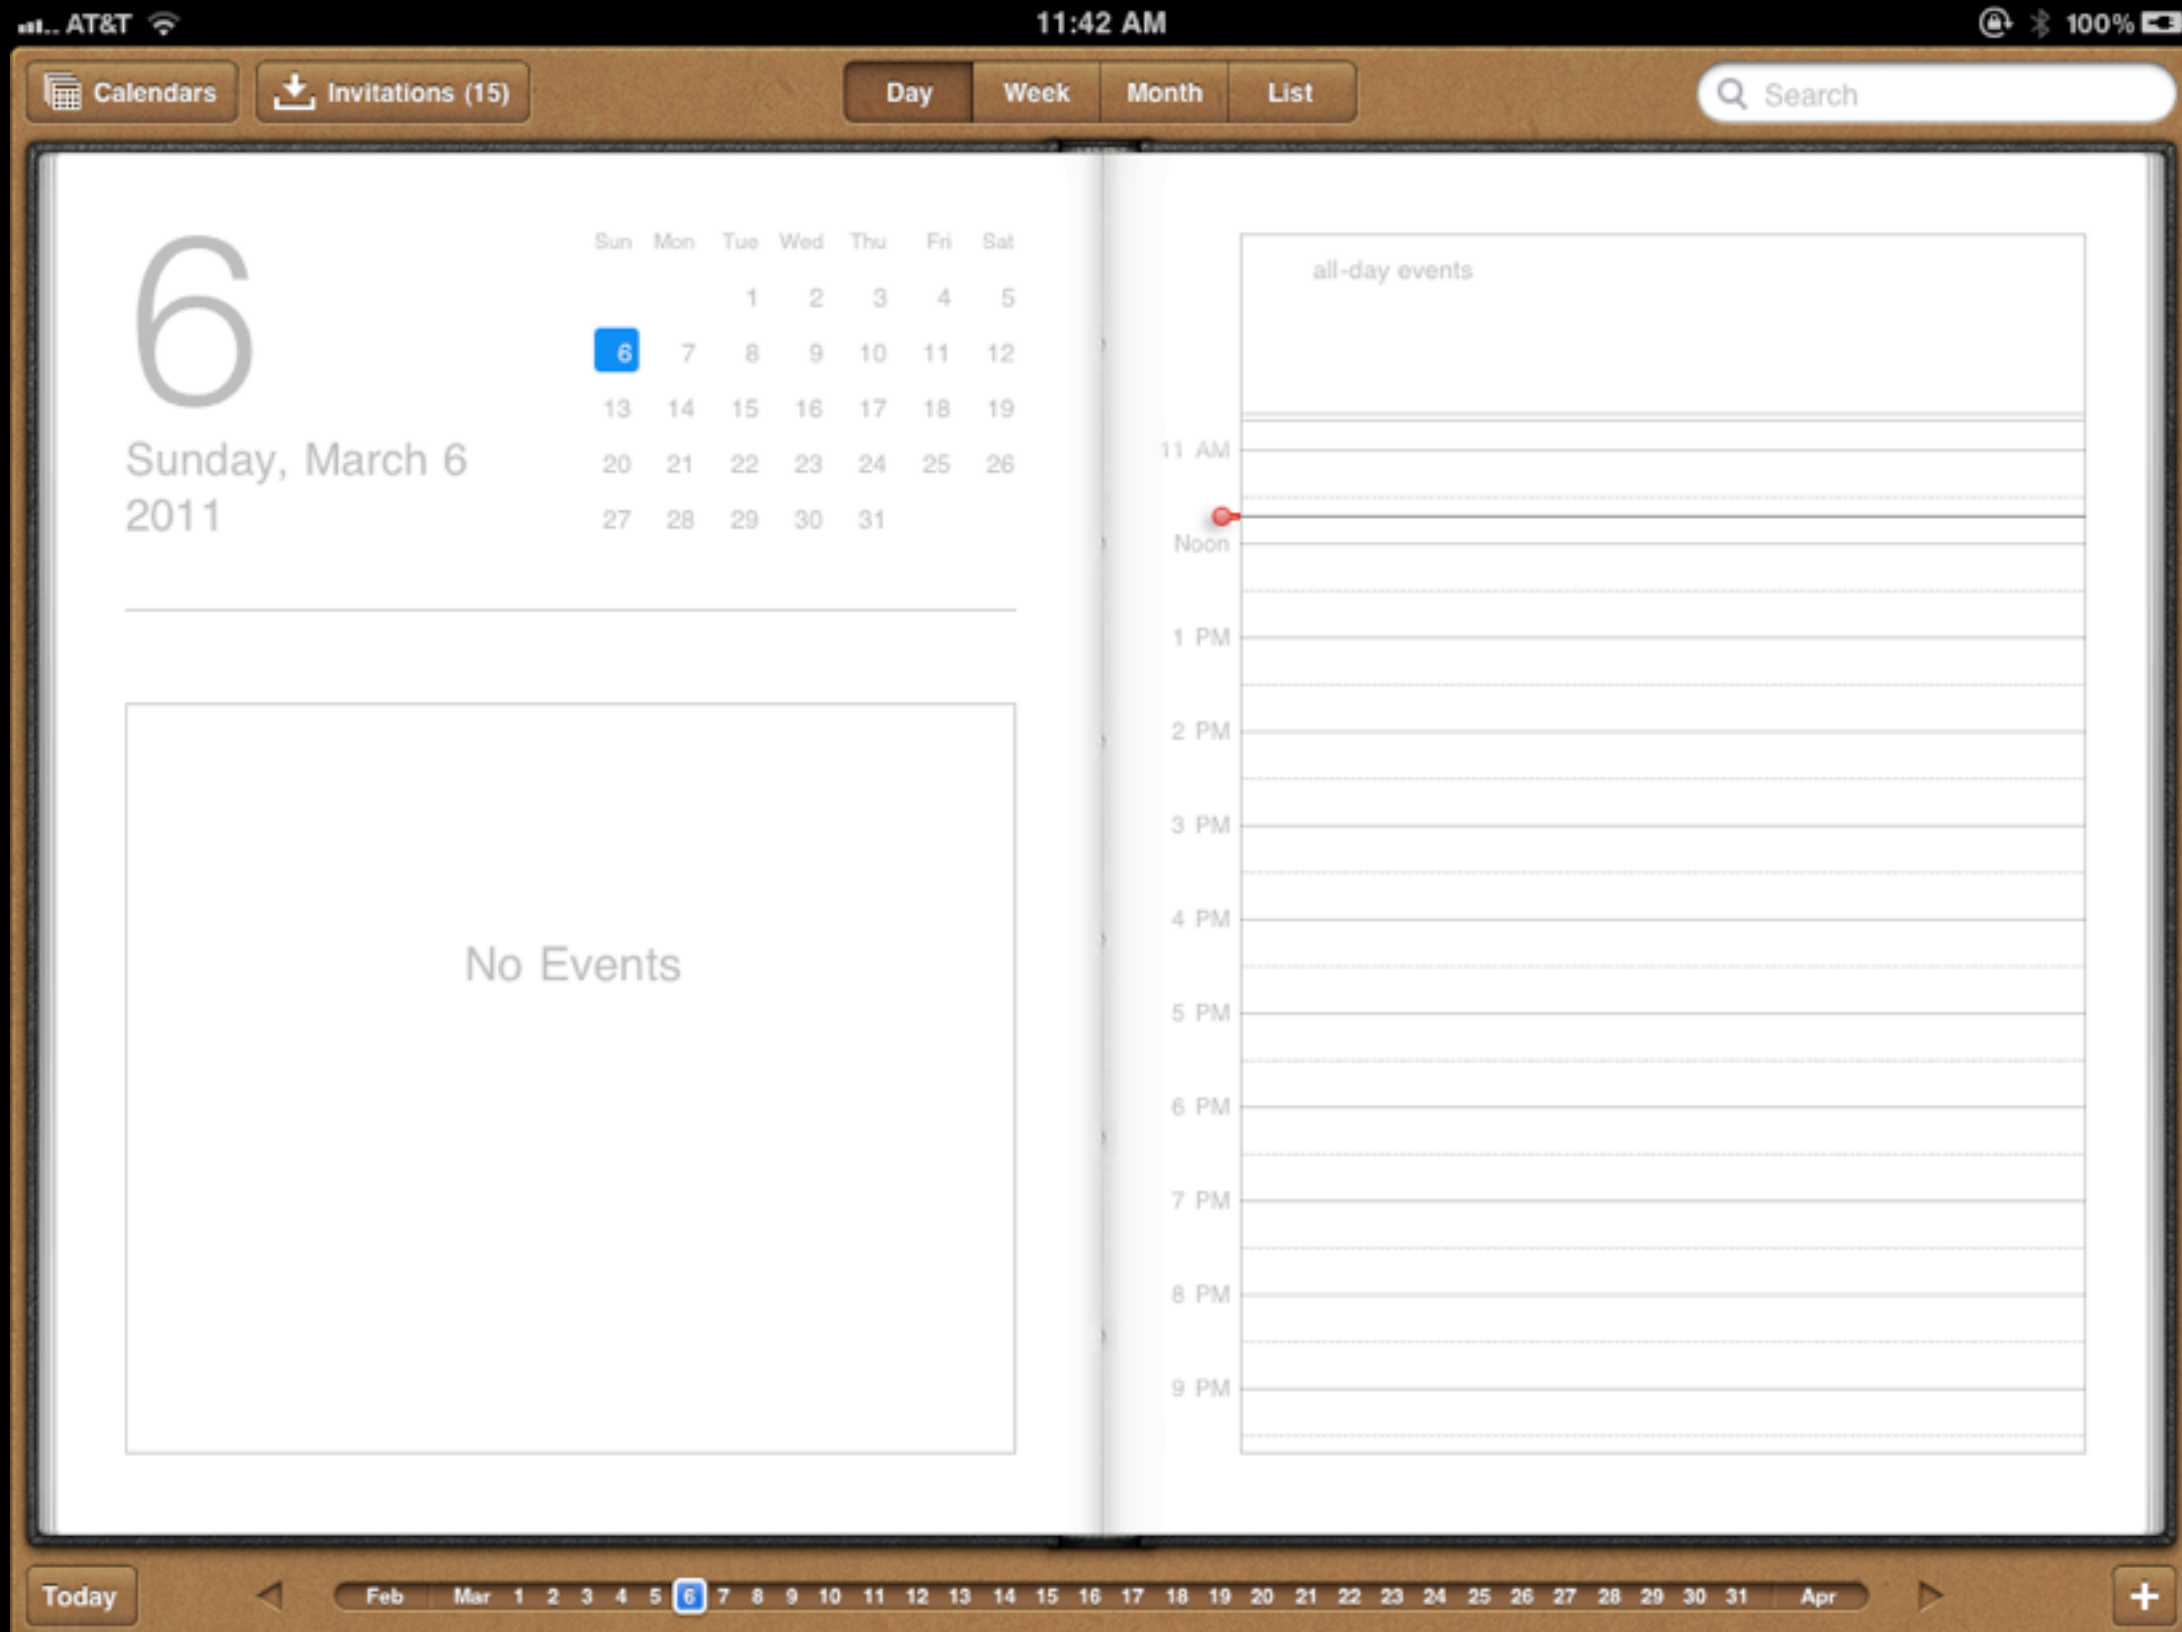 AT&T 11:42 AM 100%
Calendars Invitations (15) Day Week Month List Search
6
Sunday, March 6
2011
Sun Mon Tue Wed Thu Fri Sat
1 2 3 4 5
6 7 8 9 10 11 12
13 14 15 16 17 18 19
20 21 22 23 24 25 26
27 28 29 30 31
No Events
all-day events
11 AM
Noon
1 PM
2 PM
3 PM
4 PM
5 PM
6 PM
7 PM
8 PM
9 PM
Today Feb Mar 1 2 3 4 5 6 7 8 9 10 11 12 13 14 15 16 17 18 19 20 21 22 23 24 25 26 27 28 29 30 31 Apr +